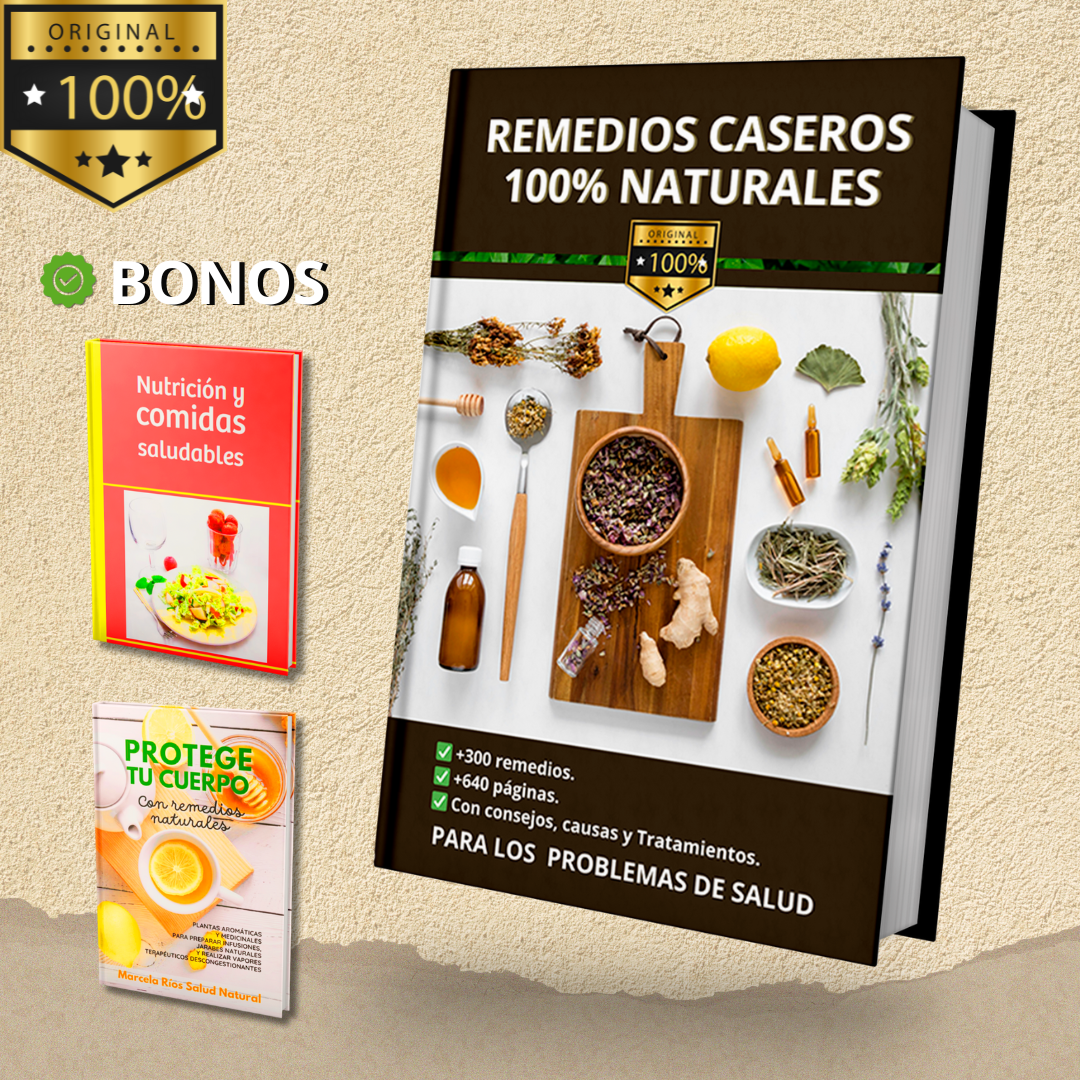 ORIGINAL
100%
REMEDIOS CASEROS
100% NATURALES
ORIGINAL
100%
BONOS
Nutrición y
comidas
saludables
PROTEGE
TU CUERPO
Con remedios
naturales
PLANTAS AROMÁTICAS
Y MEDICINALES
PARA PREPARAR INFUSIONES,
JARABES NATURALES
Y REALIZAR VAPORES
TERAPÉUTICOS DESCONGESTIONANTES
Marcela Ríos Salud Natural
+300 remedios.
+640 páginas.
Con consejos, causas y Tratamientos.
PARA LOS PROBLEMAS DE SALUD